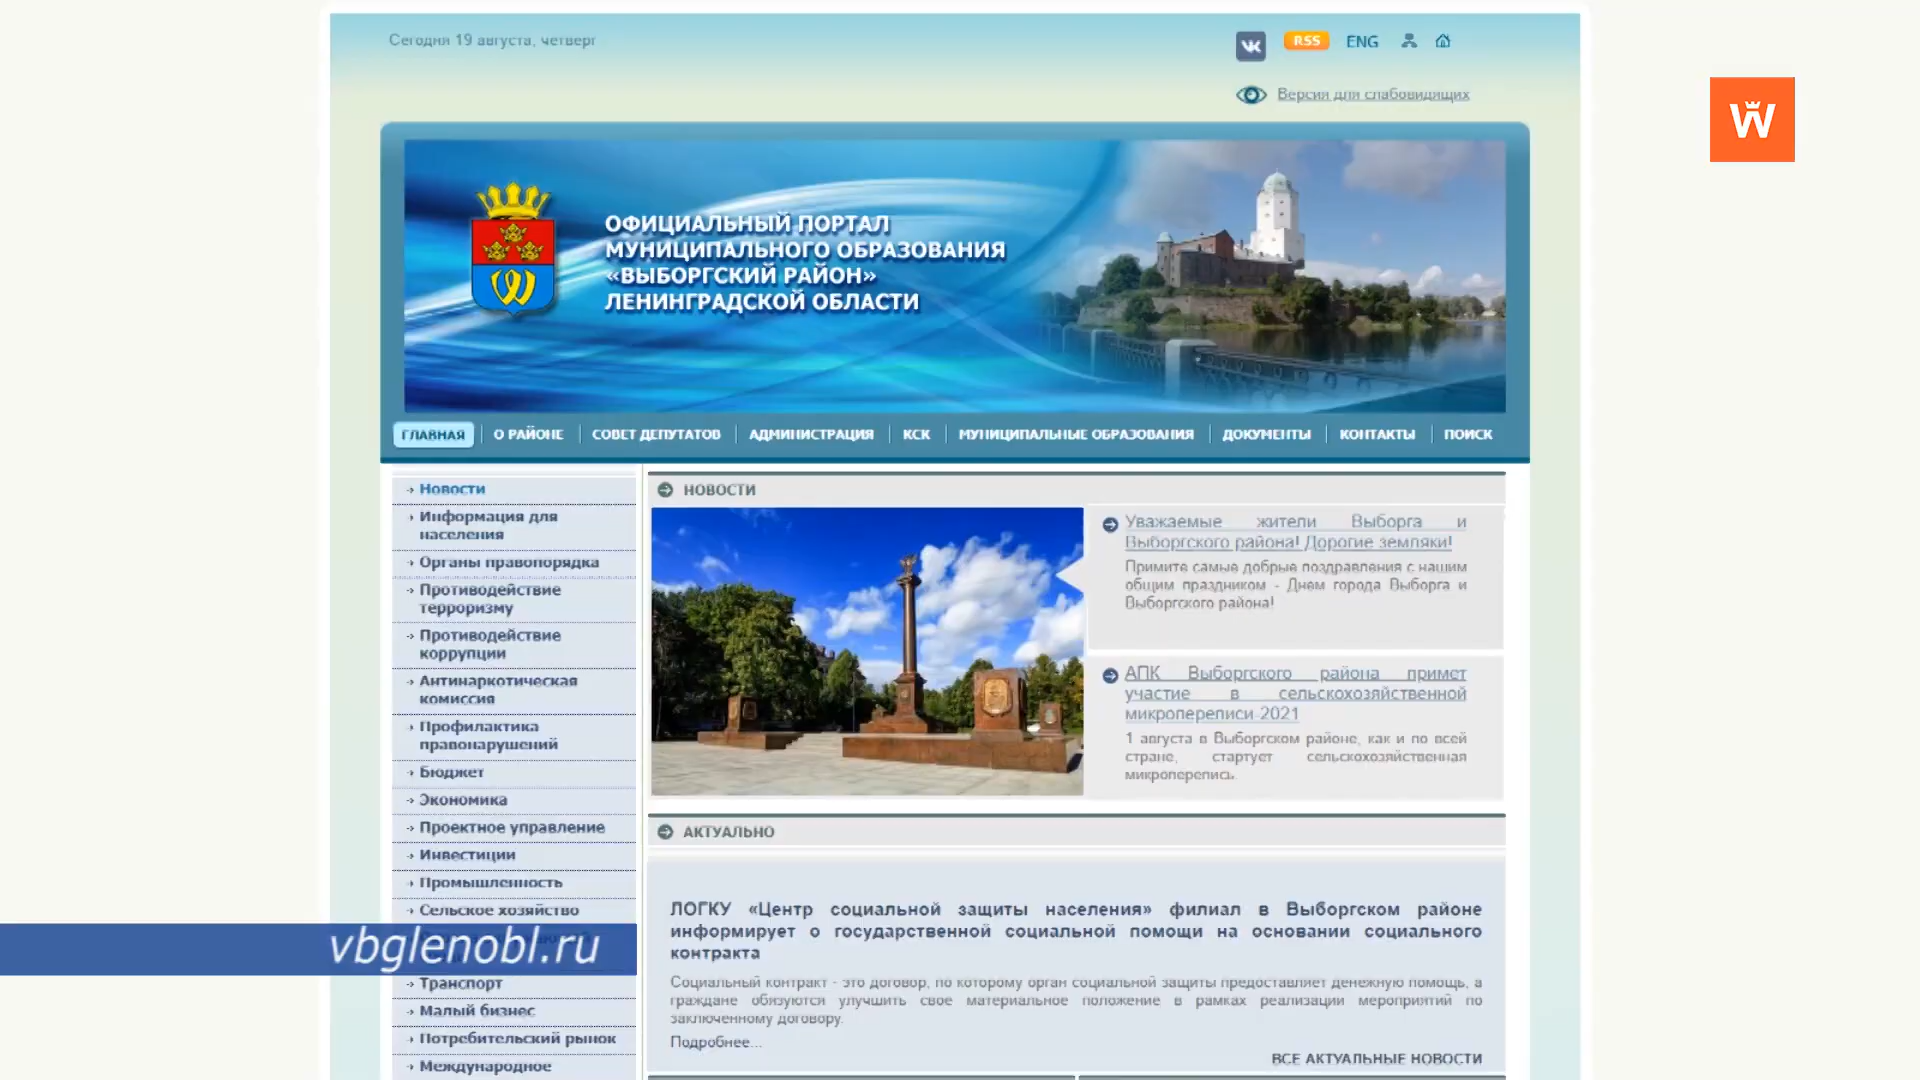 Сегодня 19 августа, четверг
RSS
ENG
Версия для слабовидящих
W
ОФИЦИАЛЬНЫЙ ПОРТАЛ
МУНИЦИПАЛЬНОГО ОБРАЗОВАНИЯ
«ВЫБОРГСКИЙ РАЙОН»
ЛЕНИНГРАДСКОЙ ОБЛАСТИ
ГЛАВНАЯ
О РАЙОНЕ
СОВЕТ ДЕПУТАТОВ
АДМИНИСТРАЦИЯ
КСК
МУНИЦИПАЛЬНЫЕ ОБРАЗОВАНИЯ
ДОКУМЕНТЫ
КОНТАКТЫ
ПОИСК
Новости
Информация для
населения
Органы правопорядка
Противодействие
терроризму
Противодействие
коррупции
Антинаркотическая
комиссия
Профилактика
правонарушений
Бюджет
Экономика
Проектное управление
Инвестиции
Промышленность
Сельское хозяйство
vbglenobl.ru
Транспорт
Малый бизнес
Потребительский рынок
Международное
НОВОСТИ
Уважаемые жители Выборга и
Выборгского района! Дорогие земляки!
Примите самые добрые поздравления с нашим
общим праздником - Днем города Выборга и
Выборгского района!
АПК Выборгского района примет
участие в сельскохозяйственной
микропереписи-2021
1 августа в Выборгском районе, как и по всей
стране, стартует сельскохозяйственная
микроперепись.
АКТУАЛЬНО
ЛОГКУ «Центр социальной защиты населения» филиал в Выборгском районе
информирует о государственной социальной помощи на основании социального
контракта
Социальный контракт - это договор, по которому орган социальной защиты предоставляет денежную помощь, а
граждане обязуются улучшить свое материальное положение в рамках реализации мероприятий по
заключенному договору.
Подробнее...
ВСЕ АКТУАЛЬНЫЕ НОВОСТИ